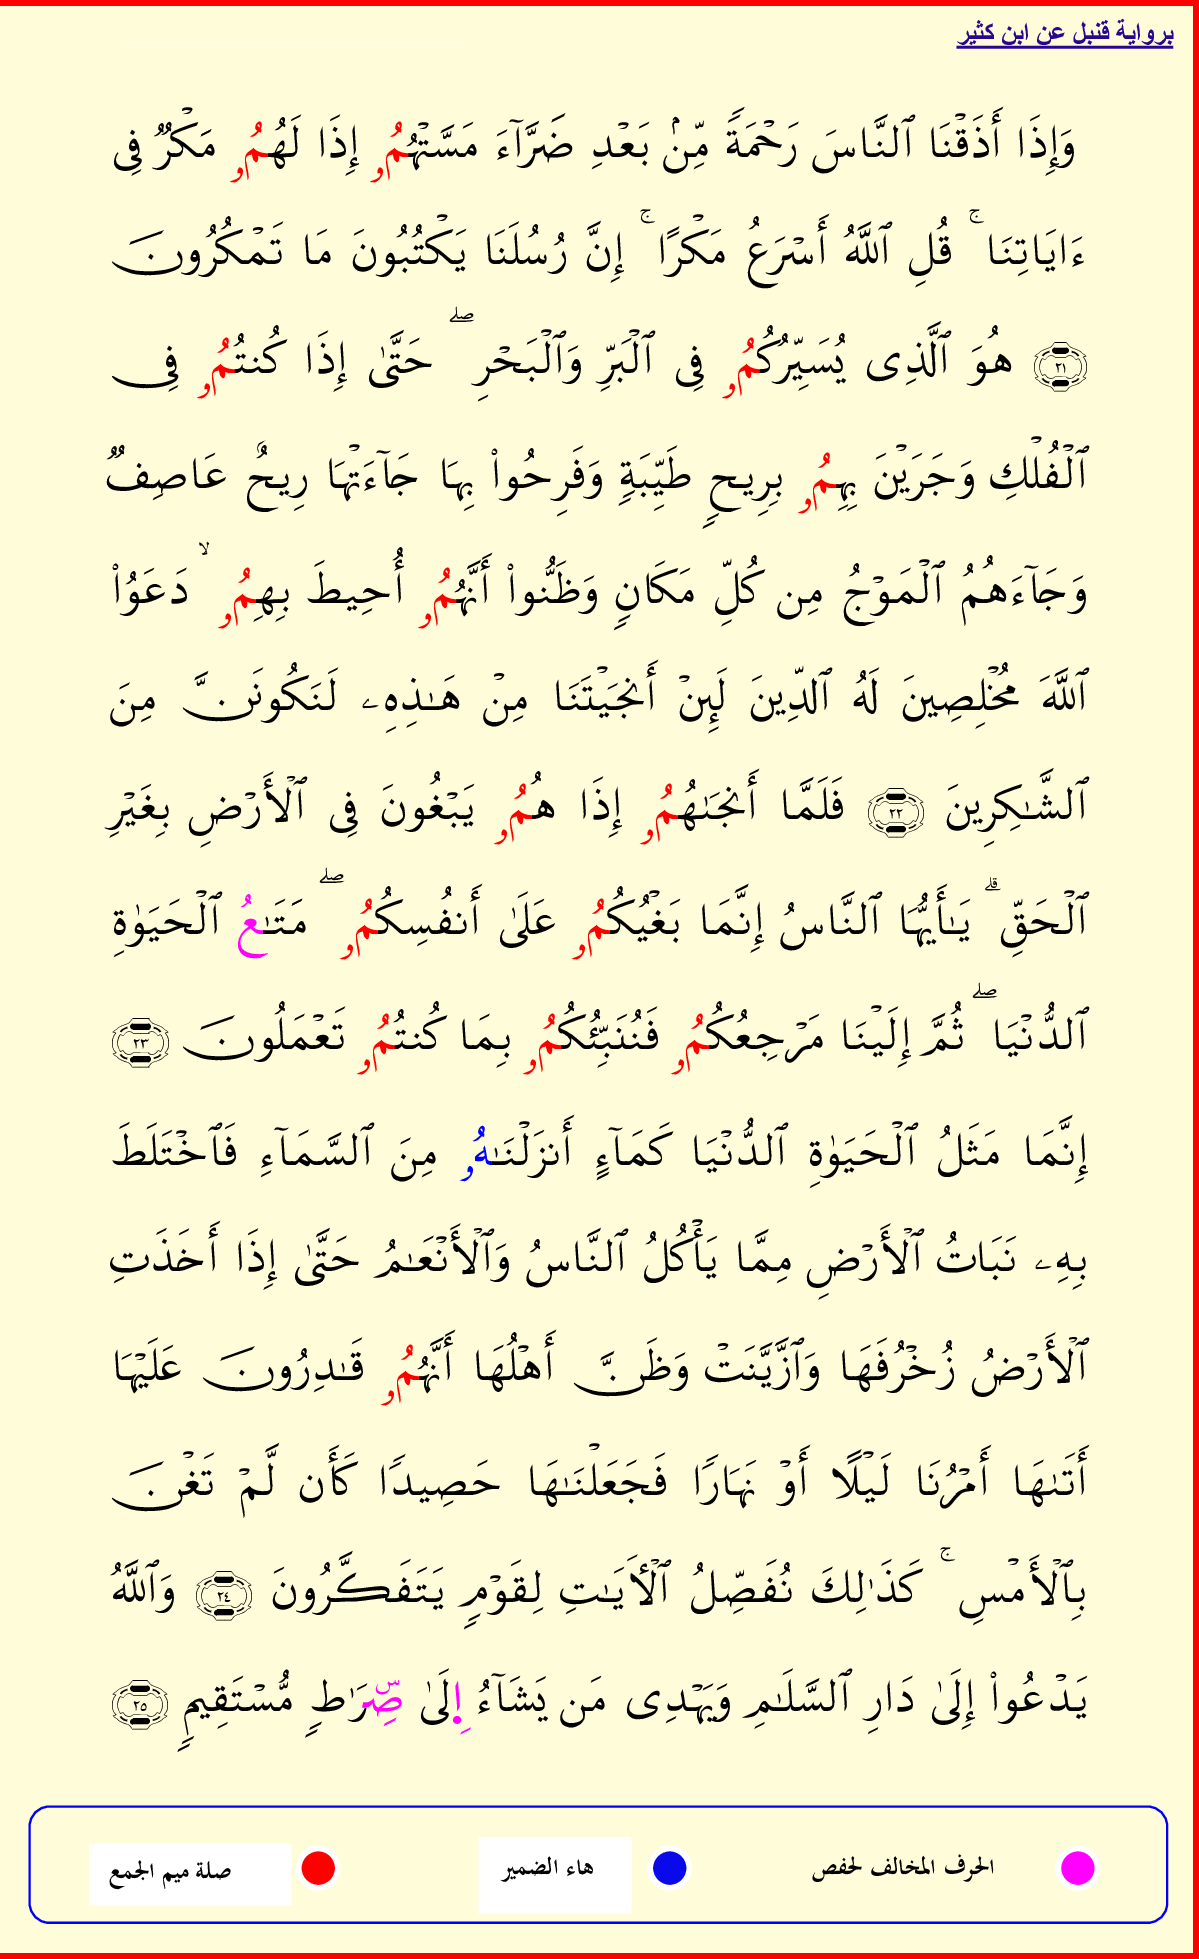 برواية قنبل عن ابن كثير
وَإِذَا أَذَقْنَا ٱلنَّاسَ رَحْمَةً مِّنۢ بَعْدِ ضَرَّآءَ مَسَّتْهُمُۥ إِذَا لَهُمُۥ مَكْرٌ فِى
ءَايَاتِنَا ۚ قُلِ ٱللَّهُ أَسْرَعُ مَكْرًا ۚ إِنَّ رُسُلَنَا يَكْتُبُونَ مَا تَمْكُرُونَ
٢١ هُوَ ٱلَّذِى يُسَيِّرُكُمُۥ فِى ٱلْبَرِّ وَٱلْبَحْرِ ۖ حَتَّىٰ إِذَا كُنتُمُۥ فِى
ٱلْفُلْكِ وَجَرَيْنَ بِهِمُۥ بِرِيحٍ طَيِّبَةٍ وَفَرِحُوا۟ بِهَا جَآءَتْهَا رِيحٌ عَاصِفٌ
وَجَآءَهُمُ ٱلْمَوْجُ مِن كُلِّ مَكَانٍ وَظَنُّوا۟ أَنَّهُمُۥ أُحِيطَ بِهِمُۥ ۙ دَعَوُا۟
ٱللَّهَ مُخْلِصِينَ لَهُ ٱلدِّينَ لَئِنْ أَنجَيْتَنَا مِنْ هَـٰذِهِۦ لَنَكُونَنَّ مِنَ
ٱلشَّـٰكِرِينَ ٢٢ فَلَمَّا أَنجَىٰهُمُۥ إِذَا هُمُۥ يَبْغُونَ فِى ٱلْأَرْضِ بِغَيْرِ
ٱلْحَقِّ ۗ يَـٰأَيُّهَا ٱلنَّاسُ إِنَّمَا بَغْيُكُمُۥ عَلَىٰ أَنفُسِكُمُۥ ۖ مَتَـٰعُ ٱلْحَيَوٰةِ
ٱلدُّنْيَا ۖ ثُمَّ إِلَيْنَا مَرْجِعُكُمُۥ فَنُنَبِّئُكُمُۥ بِمَا كُنتُمُۥ تَعْمَلُونَ ٢٣
إِنَّمَا مَثَلُ ٱلْحَيَوٰةِ ٱلدُّنْيَا كَمَآءٍ أَنزَلْنَـٰهُۥ مِنَ ٱلسَّمَآءِ فَٱخْتَلَطَ
بِهِۦ نَبَاتُ ٱلْأَرْضِ مِمَّا يَأْكُلُ ٱلنَّاسُ وَٱلْأَنْعَـٰمُ حَتَّىٰ إِذَا أَخَذَتِ
ٱلْأَرْضُ زُخْرُفَهَا وَٱزَّيَّنَتْ وَظَنَّ أَهْلُهَا أَنَّهُمُۥ قَـٰدِرُونَ عَلَيْهَا
أَتَىٰهَا أَمْرُنَا لَيْلًا أَوْ نَهَارًا فَجَعَلْنَـٰهَا حَصِيدًا كَأَن لَّمْ تَغْنَ
بِٱلْأَمْسِ ۚ كَذَٰلِكَ نُفَصِّلُ ٱلْأَيَـٰتِ لِقَوْمٍ يَتَفَكَّرُونَ ٢٤ وَٱللَّهُ
يَدْعُوا۟ إِلَىٰ دَارِ ٱلسَّلَـٰمِ وَيَهْدِى مَن يَشَآءُ إِلَىٰ صِّرَٰطٍ مُّسْتَقِيمٍ ٢٥
الحرف المخالف لحفص
هاء الضمير
صلة ميم الجمع